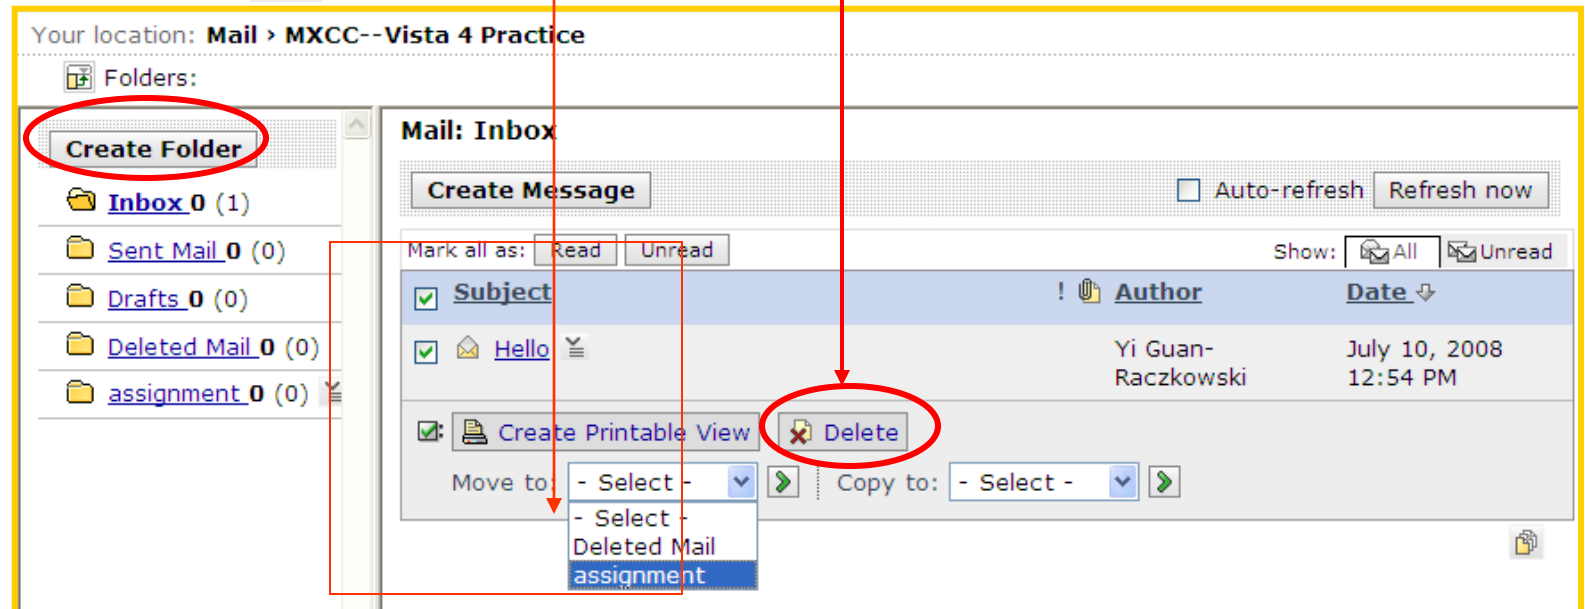 Your location: Mail › MXCC--Vista 4 Practice
Folders:
Create Folder
Inbox 0 (1)
Sent Mail 0 (0)
Drafts 0 (0)
Deleted Mail 0 (0)
assignment 0 (0)
Mail: Inbox
Create Message Auto-refresh Refresh now
Mark all as: Read Unread Show: All Unread
Subject ! Author Date
Hello Yi Guan-Raczkowski July 10, 2008 12:54 PM
: Create Printable View Delete
Move to: - Select - Copy to: - Select -
- Select -
Deleted Mail
assignment